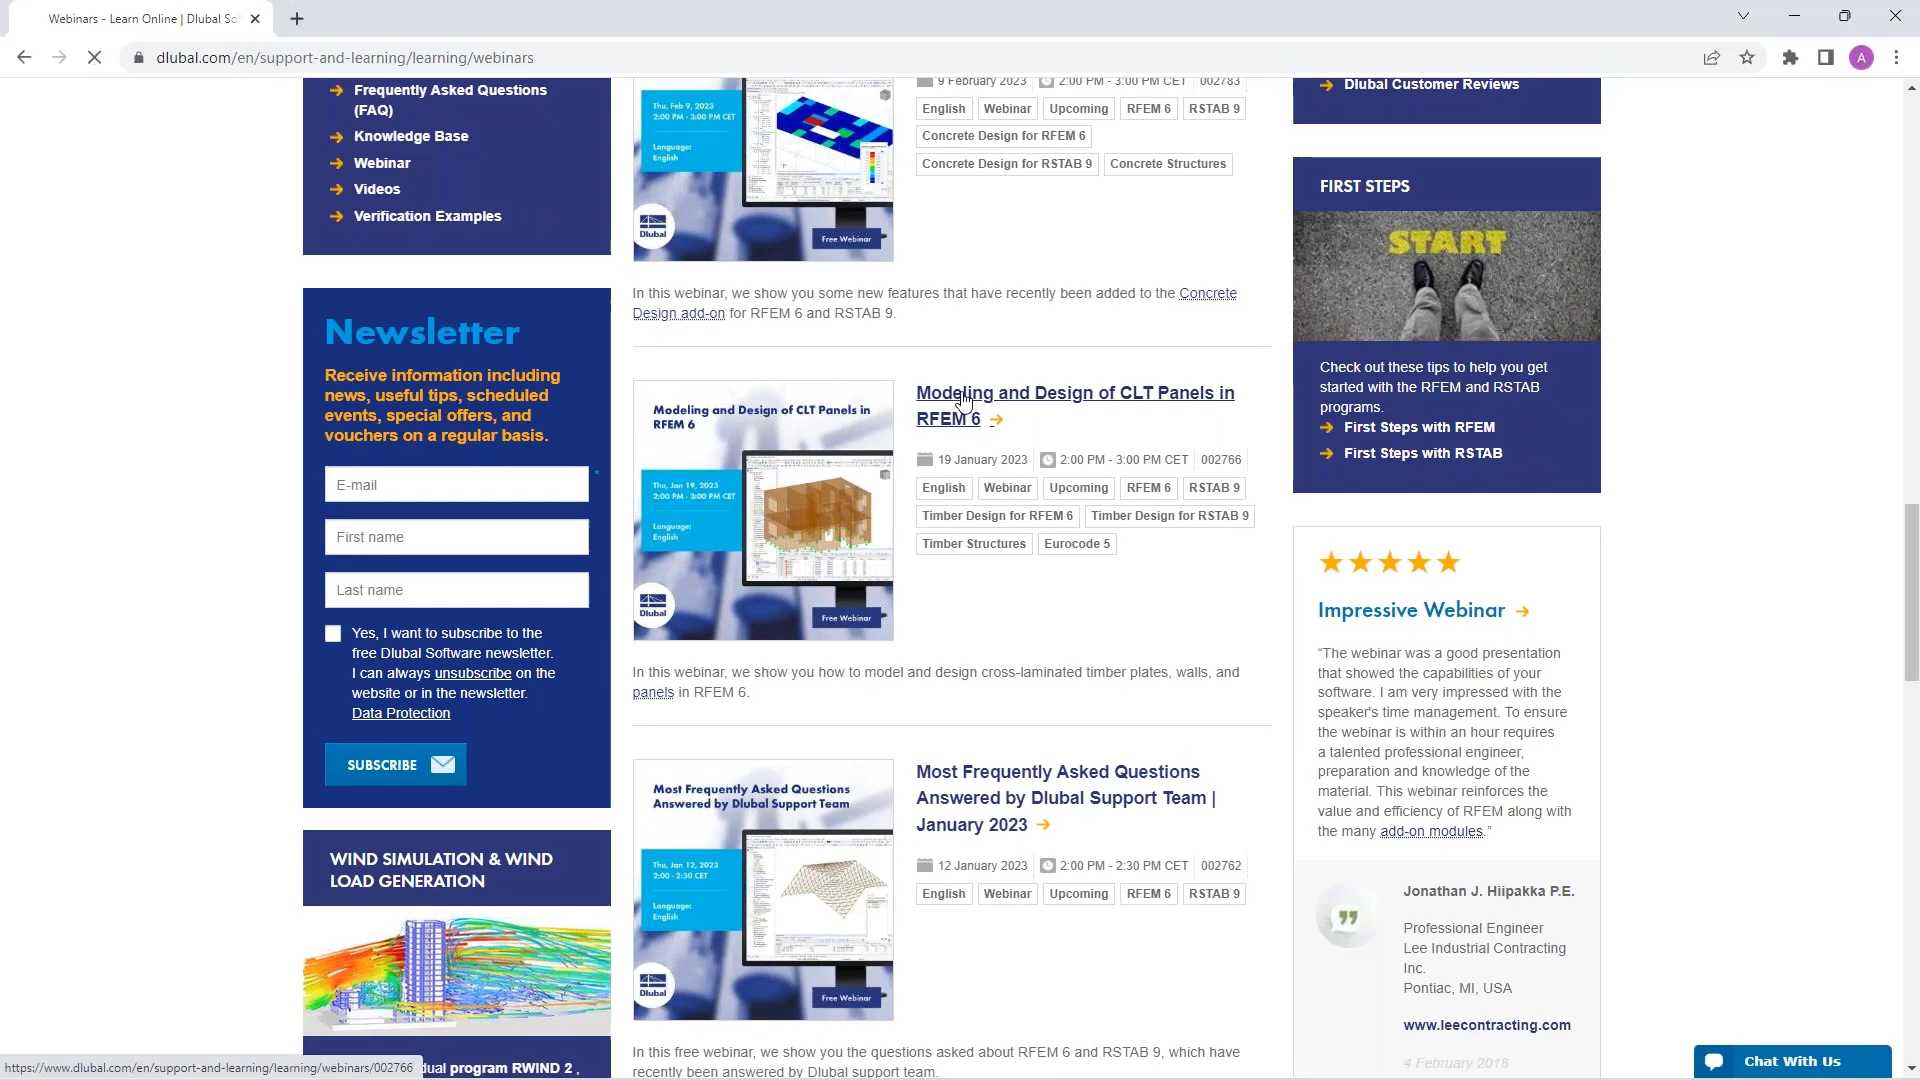 Webinars - Learn Online | Dlubal So
dlubal.com/en/support-and-learning/learning/webinars
A
Frequently Asked Questions
(FAQ)
Knowledge Base
Webinar
Videos
Verification Examples
Newsletter
Receive information including
news, useful tips, scheduled
events, special offers, and
vouchers on a regular basis.
E-mail
*
First name
Last name
Yes, I want to subscribe to the
free Dlubal Software newsletter.
I can always unsubscribe on the
website or in the newsletter.
Data Protection
SUBSCRIBE
WIND SIMULATION & WIND
LOAD GENERATION
dual program RWIND 2 ,
https://www.dlubal.com/en/support-and-learning/learning/webinars/002766
Thu, Feb 9, 2023
2:00 PM - 3:00 PM CET
Language:
English
Dlubal
Free Webinar
9 February 2023 2:00 PM - 3:00 PM CET 002783
English Webinar Upcoming RFEM 6 RSTAB 9
Concrete Design for RFEM 6
Concrete Design for RSTAB 9 Concrete Structures
In this webinar, we show you some new features that have recently been added to the Concrete
Design add-on for RFEM 6 and RSTAB 9.
Modeling and Design of CLT Panels in
RFEM 6
Thu, Jan 19, 2023
2:00 PM - 3:00 PM CET
Language:
English
Dlubal
Free Webinar
Modeling and Design of CLT Panels in
RFEM 6
19 January 2023 2:00 PM - 3:00 PM CET 002766
English Webinar Upcoming RFEM 6 RSTAB 9
Timber Design for RFEM 6 Timber Design for RSTAB 9
Timber Structures Eurocode 5
In this webinar, we show you how to model and design cross-laminated timber plates, walls, and
panels in RFEM 6.
Most Frequently Asked Questions
Answered by Dlubal Support Team
Thu, Jan 12, 2023
2:00 - 2:30 CET
Language:
English
Dlubal
Free Webinar
Most Frequently Asked Questions
Answered by Dlubal Support Team |
January 2023
12 January 2023 2:00 PM - 2:30 PM CET 002762
English Webinar Upcoming RFEM 6 RSTAB 9
In this free webinar, we show you the questions asked about RFEM 6 and RSTAB 9, which have
recently been answered by Dlubal support team.
Dlubal Customer Reviews
FIRST STEPS
START
Check out these tips to help you get
started with the RFEM and RSTAB
programs.
First Steps with RFEM
First Steps with RSTAB
Impressive Webinar
“The webinar was a good presentation
that showed the capabilities of your
software. I am very impressed with the
speaker's time management. To ensure
the webinar is within an hour requires
a talented professional engineer,
preparation and knowledge of the
material. This webinar reinforces the
value and efficiency of RFEM along with
the many add-on modules.”
Jonathan J. Hiipakka P.E.
Professional Engineer
Lee Industrial Contracting
Inc.
Pontiac, MI, USA
www.leecontracting.com
4 February 2018
Chat With Us